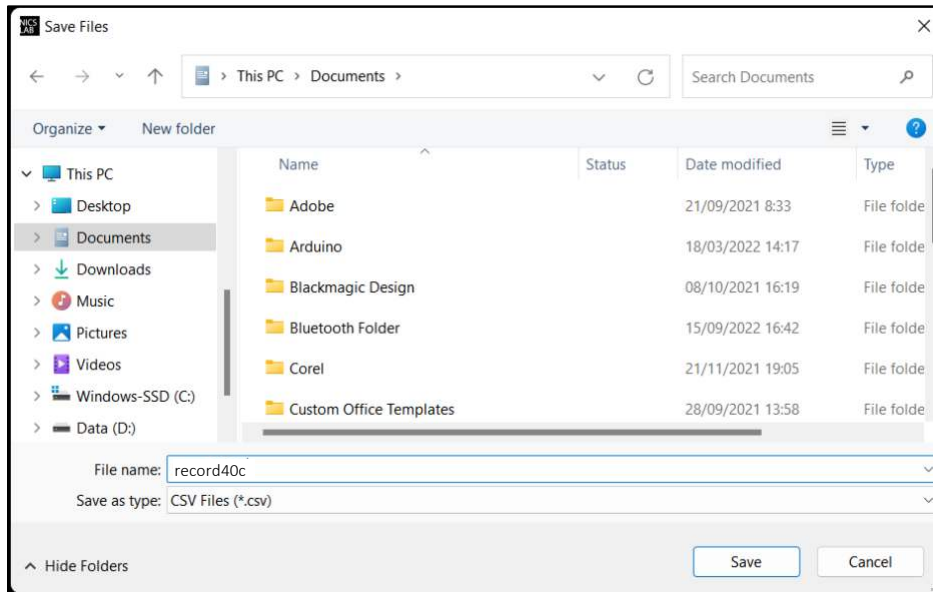 NICS
LAB
Save Files
This PC > Documents >
Search Documents
Organize
New folder
?
This PC
Desktop
Documents
Downloads
Music
Pictures
Videos
Windows-SSD (C:)
Data (D:)
Name Status Date modified Type
Adobe 21/09/2021 8:33 File folde
Arduino 18/03/2022 14:17 File folde
Blackmagic Design 08/10/2021 16:19 File folde
Bluetooth Folder 15/09/2022 16:42 File folde
Corel 21/11/2021 19:05 File folde
Custom Office Templates 28/09/2021 13:58 File folde
File name: record40c
Save as type: CSV Files (*.csv)
Hide Folders
Save
Cancel